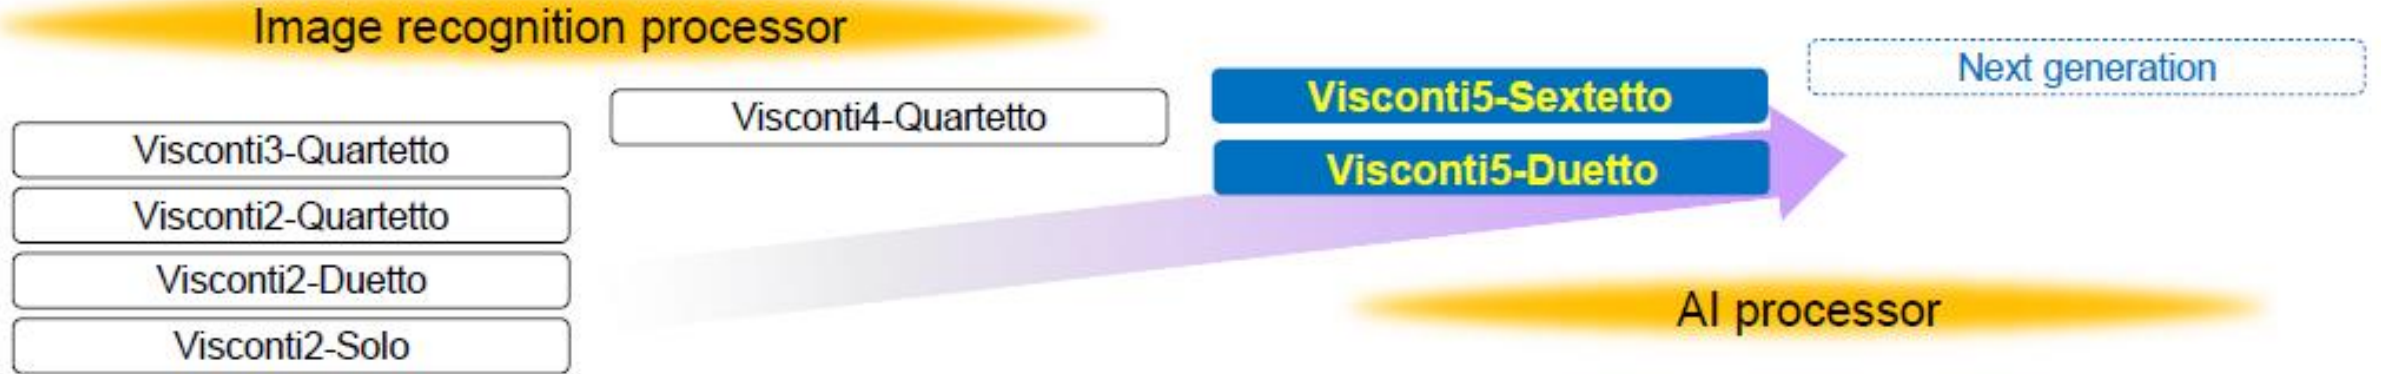 Image recognition processor
Visconti3-Quartetto
Visconti2-Quartetto
Visconti2-Duetto
Visconti2-Solo
Visconti4-Quartetto
Visconti5-Sextetto
Visconti5-Duetto
Next generation
AI processor